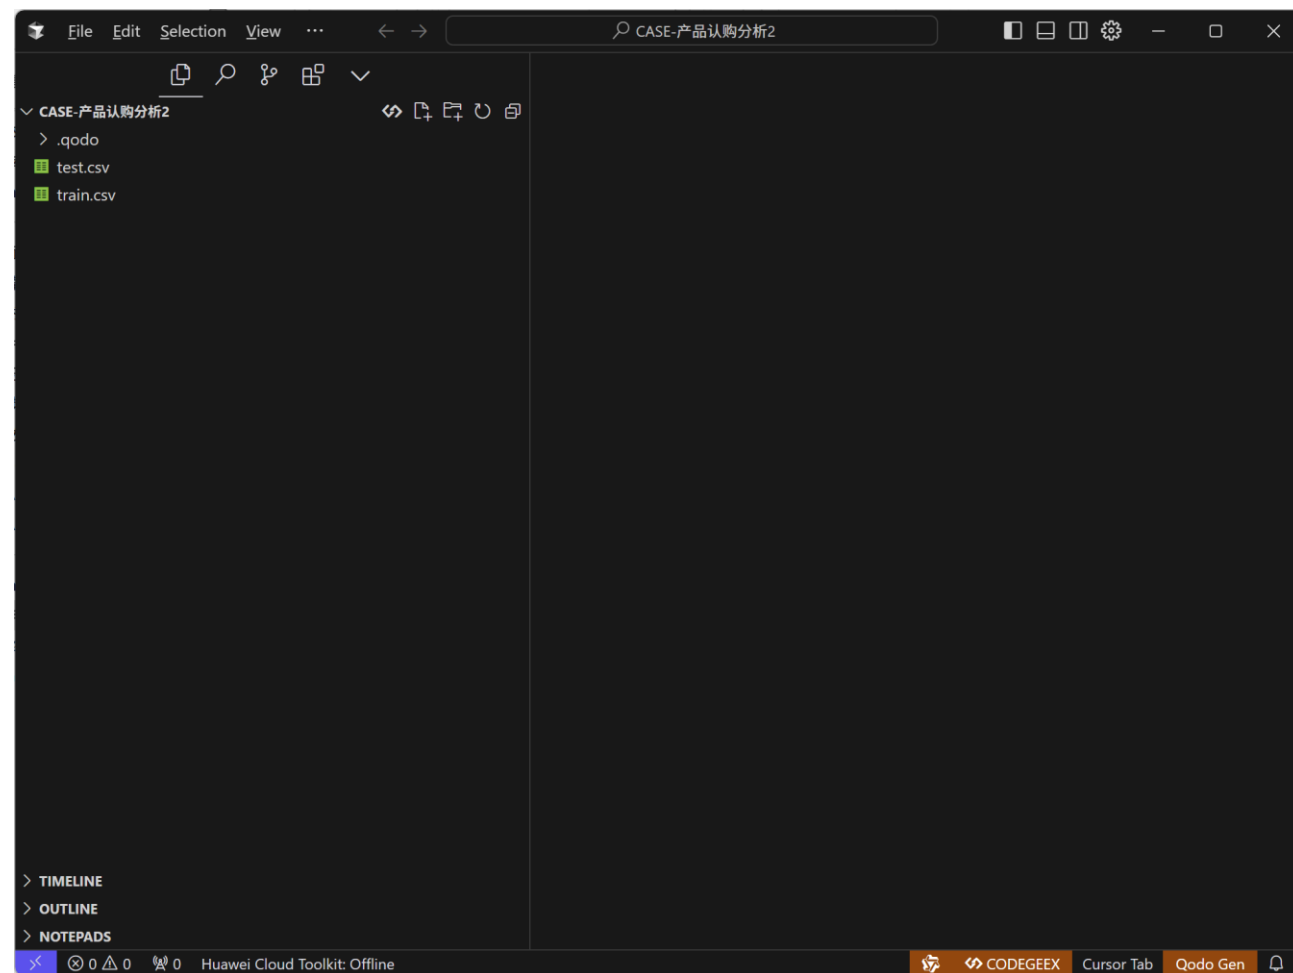 File Edit Selection View ··· CASE-产品认购分析2
CASE-产品认购分析2
.qodo
test.csv
train.csv
TIMELINE
OUTLINE
NOTEPADS
0 0 0 Huawei Cloud Toolkit: Offline CODEGEEX Cursor Tab Qodo Gen